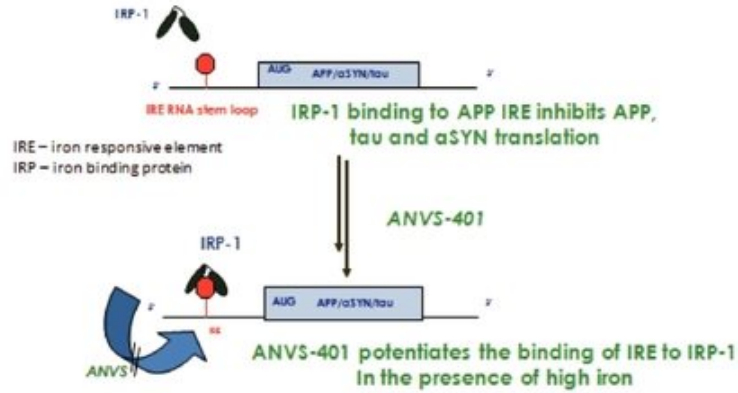 IRP-1
AUG APP/aSYN/tau
5' 3'
IRE RNA stem loop
IRP-1 binding to APP IRE inhibits APP,
tau and aSYN translation
IRE – iron responsive element
IRP – iron binding protein
ANVS-401
IRP-1
AUG APP/aSYN/tau
ANVS
ANVS-401 potentiates the binding of IRE to IRP-1
In the presence of high iron